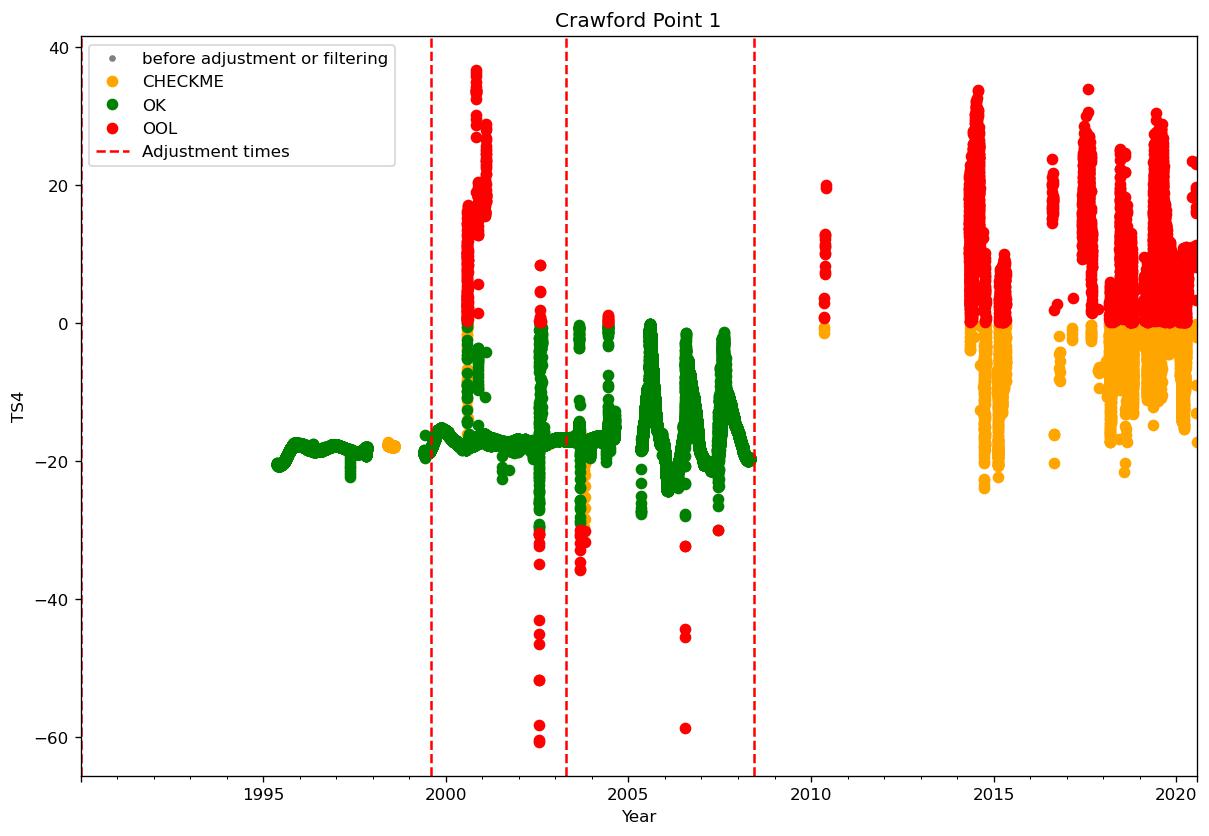 Crawford Point 1
before adjustment or filtering
CHECKME
OK
OOL
Adjustment times
40
20
0
−20
−40
−60
TS4
1995
2000
2005
2010
2015
2020
Year